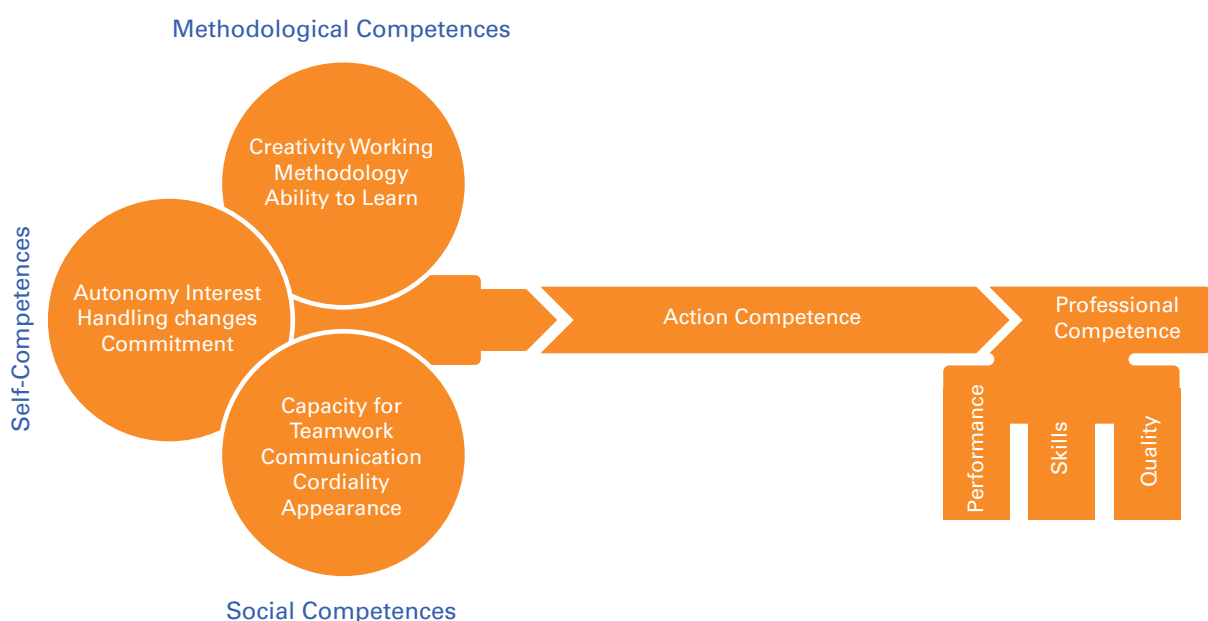 Methodological Competences
Creativity Working
Methodology
Ability to Learn
Self-Competences
Autonomy Interest
Handling changes
Commitment
Capacity for
Teamwork
Communication
Cordiality
Appearance
Social Competences
Action Competence
Professional
Competence
Performance
Skills
Quality